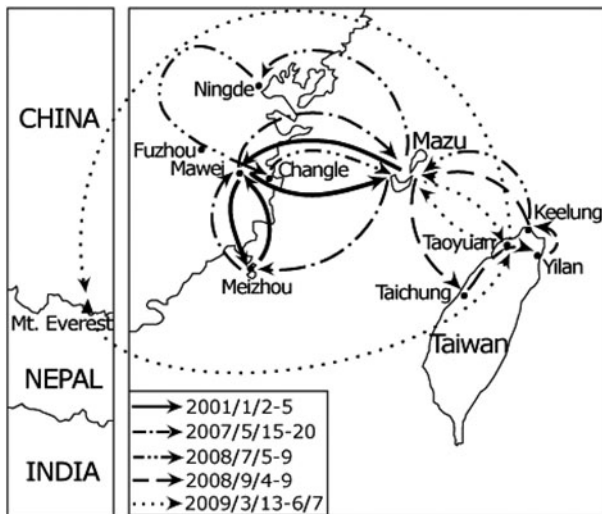 CHINA
Mt. Everest
NEPAL
INDIA
Ningde
Fuzhou
Mawei
Changle
Mazu
Meizhou
Keelung
Taoyuan
Yilan
Taichung
Taiwan
2001/1/2-5
2007/5/15-20
2008/7/5-9
2008/9/4-9
2009/3/13-6/7